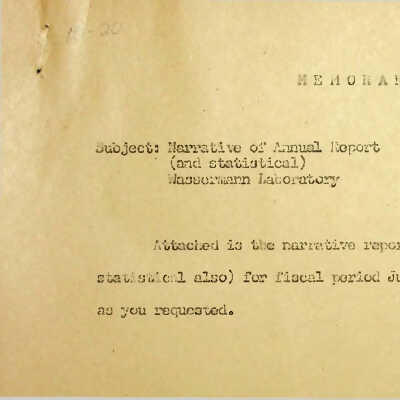 M E M O R A
Subject: Narrative of Annual Report
(and statistical)
Wassermann Laboratory
Attached is the narrative repor
statistical also) for fiscal period Ju
as you requested.